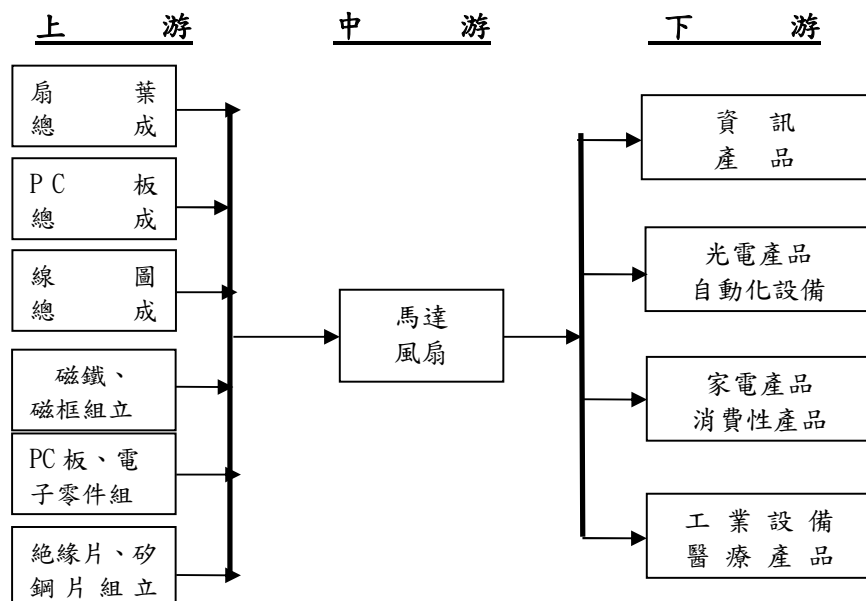 上 游
中 游
下 游
扇 葉
總 成
PC 板
總 成
線 圖
總 成
磁鐵、
磁框組立
PC 板、電
子零件組
絕緣片、矽
鋼片組立
馬達
風扇
資 訊
產 品
光電產品
自動化設備
家電產品
消費性產品
工業設備
醫療產品